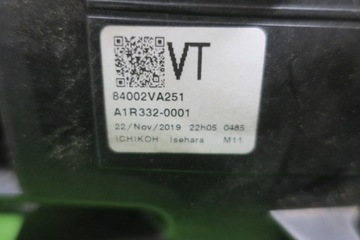 VT
84002VA251
A1R332-0001
22/Nov/2019 22h05 0485
ICHIKOH Isehara M11